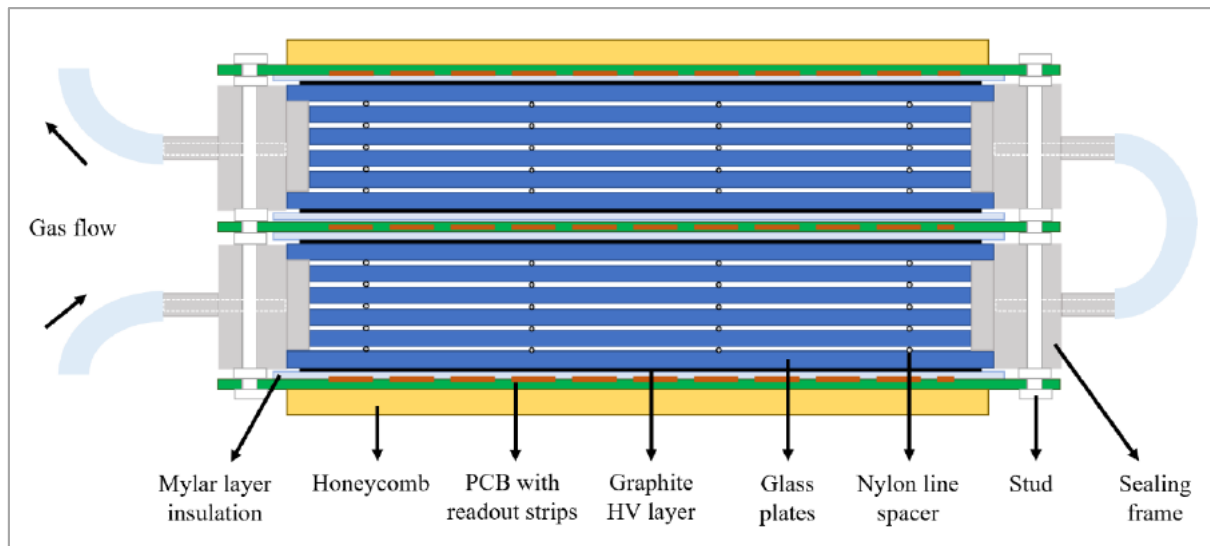 Gas flow
Mylar layer
insulation
Honeycomb
PCB with
readout strips
Graphite
HV layer
Glass
plates
Nylon line
spacer
Stud
Sealing
frame